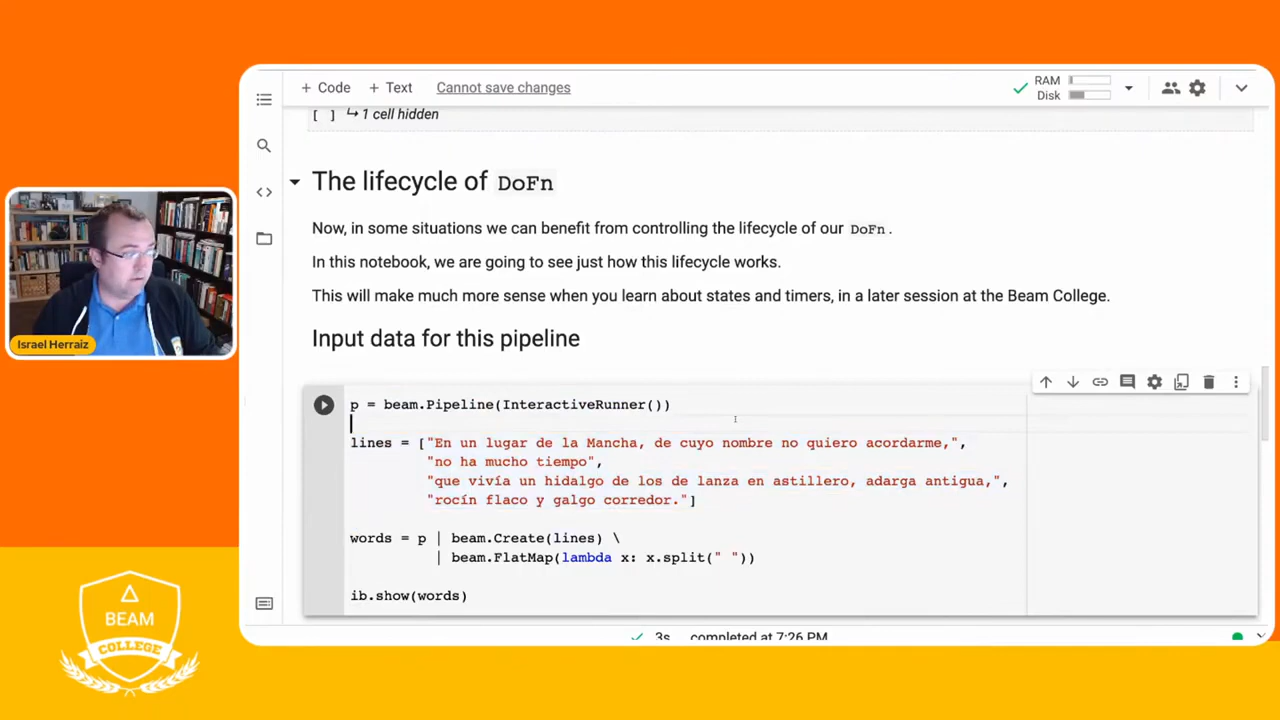 + Code + Text Cannot save changes
RAM
Disk
[ ] ↳ 1 cell hidden
The lifecycle of DoFn
Now, in some situations we can benefit from controlling the lifecycle of our DoFn.
In this notebook, we are going to see just how this lifecycle works.
This will make much more sense when you learn about states and timers, in a later session at the Beam College.
Input data for this pipeline
p = beam.Pipeline(InteractiveRunner())
lines = ["En un lugar de la Mancha, de cuyo nombre no quiero acordarme,",
"no ha mucho tiempo",
"que vivía un hidalgo de los de lanza en astillero, adarga antigua,",
"rocín flaco y galgo corredor."]
words = p | beam.Create(lines) \
| beam.FlatMap(lambda x: x.split(" "))
ib.show(words)
3s completed at 7:26 PM
Israel Herraiz
BEAM
COLLEGE